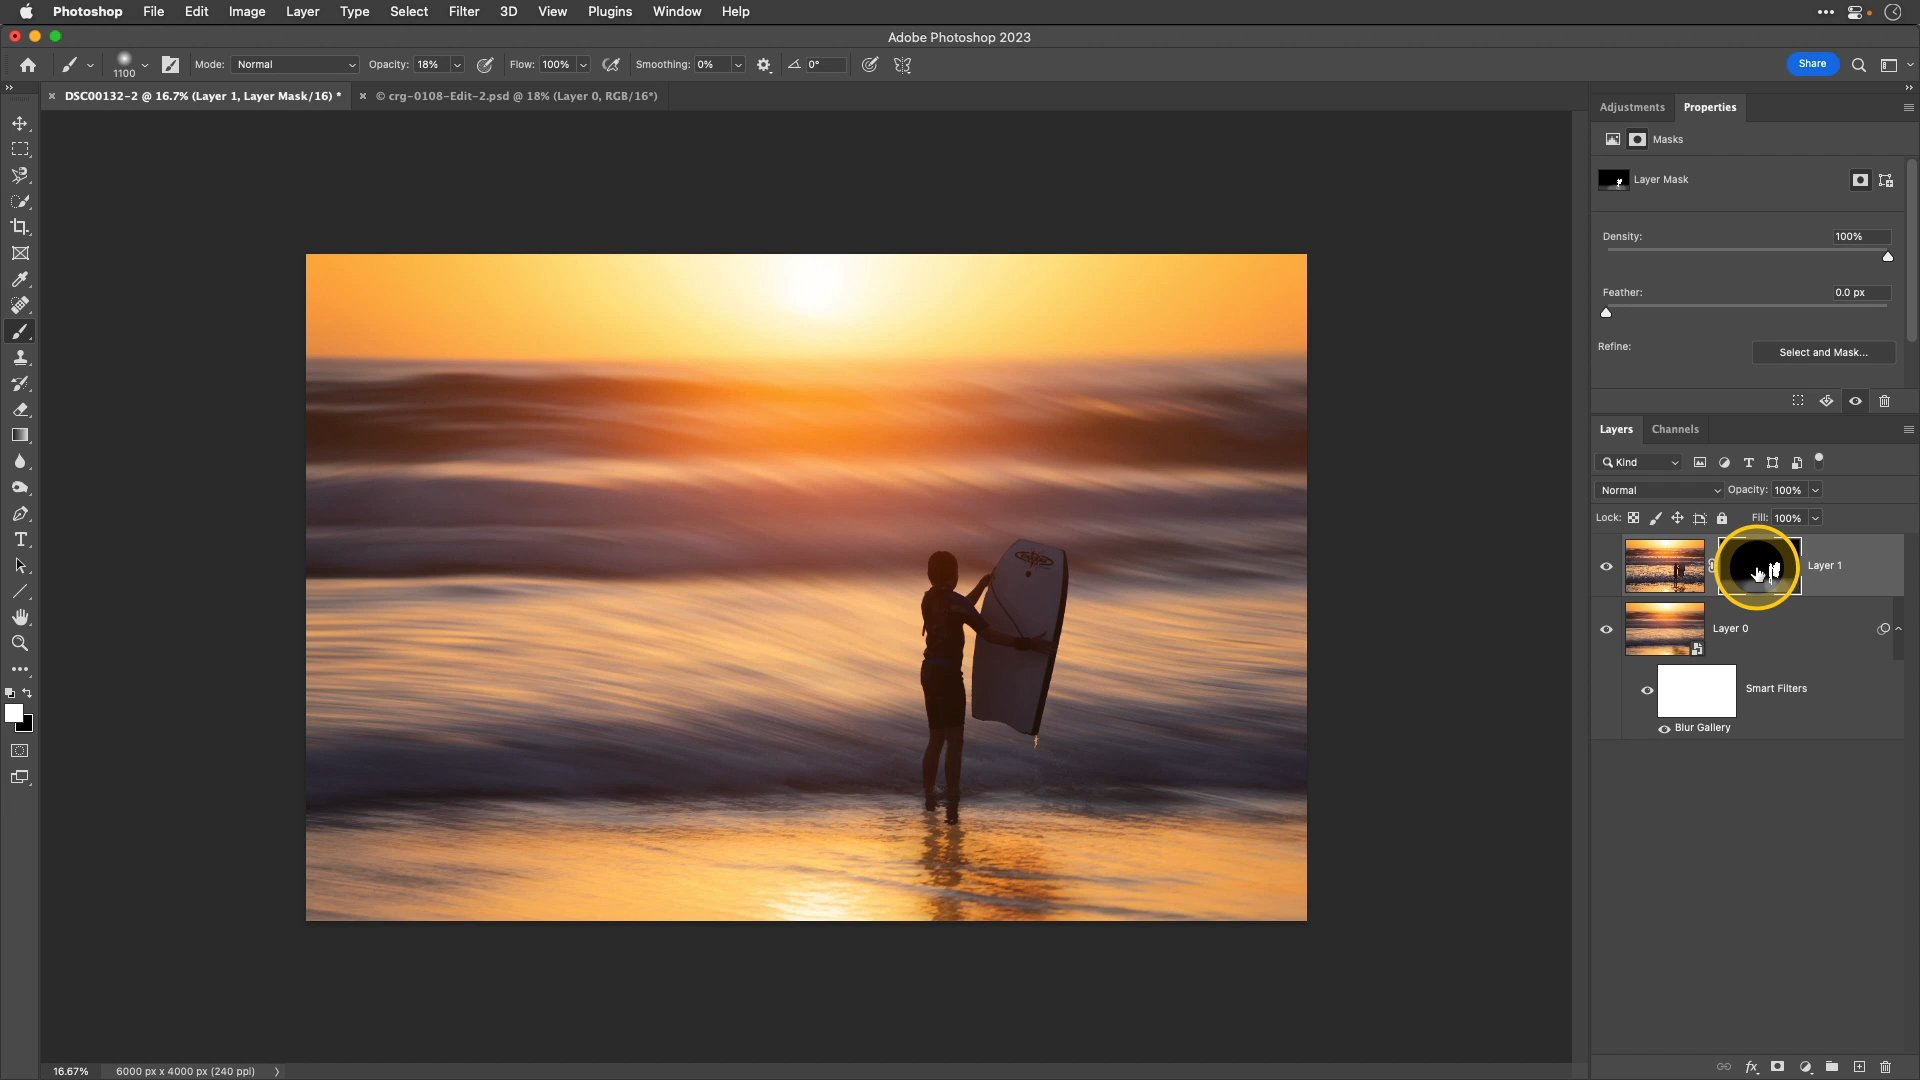 Photoshop File Edit Image Layer Type Select Filter 3D View Plugins Window Help
Adobe Photoshop 2023
1100 Mode: Normal Opacity: 18% Flow: 100% Smoothing: 0% 0° Share
DSC00132-2 @ 16.7% (Layer 1, Layer Mask/16) * © crg-0108-Edit-2.psd @ 18% (Layer 0, RGB/16*)
Adjustments Properties
Masks
Layer Mask
Density: 100%
Feather: 0.0 px
Refine: Select and Mask...
Layers Channels
Kind
Normal Opacity: 100%
Lock: Fill: 100%
Layer 1
Layer 0
Smart Filters
Blur Gallery
16.67% 6000 px x 4000 px (240 ppi)